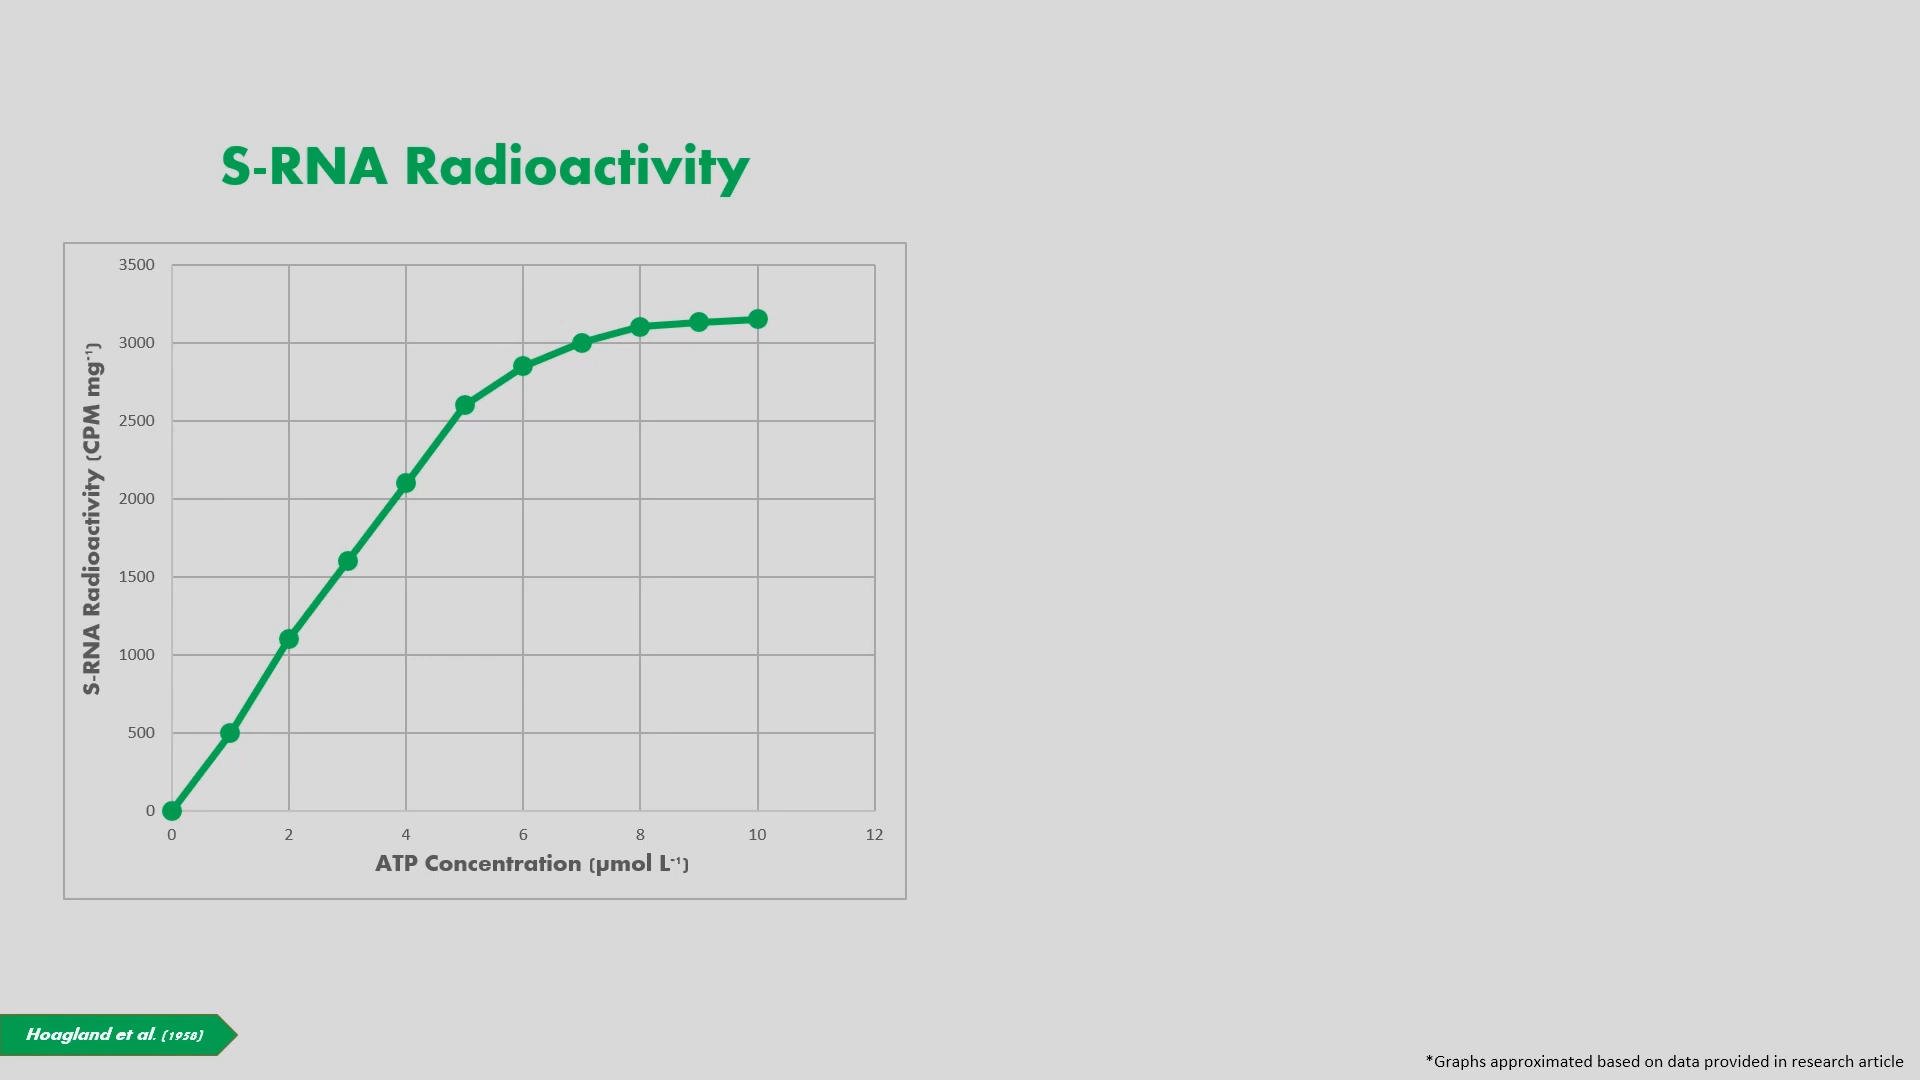 S-RNA Radioactivity
3500
3000
2500
2000
1500
1000
500
0
S-RNA Radioactivity (CPM mg⁻¹)
0 2 4 6 8 10 12
ATP Concentration (µmol L⁻¹)
Hoagland et al. (1958)
*Graphs approximated based on data provided in research article